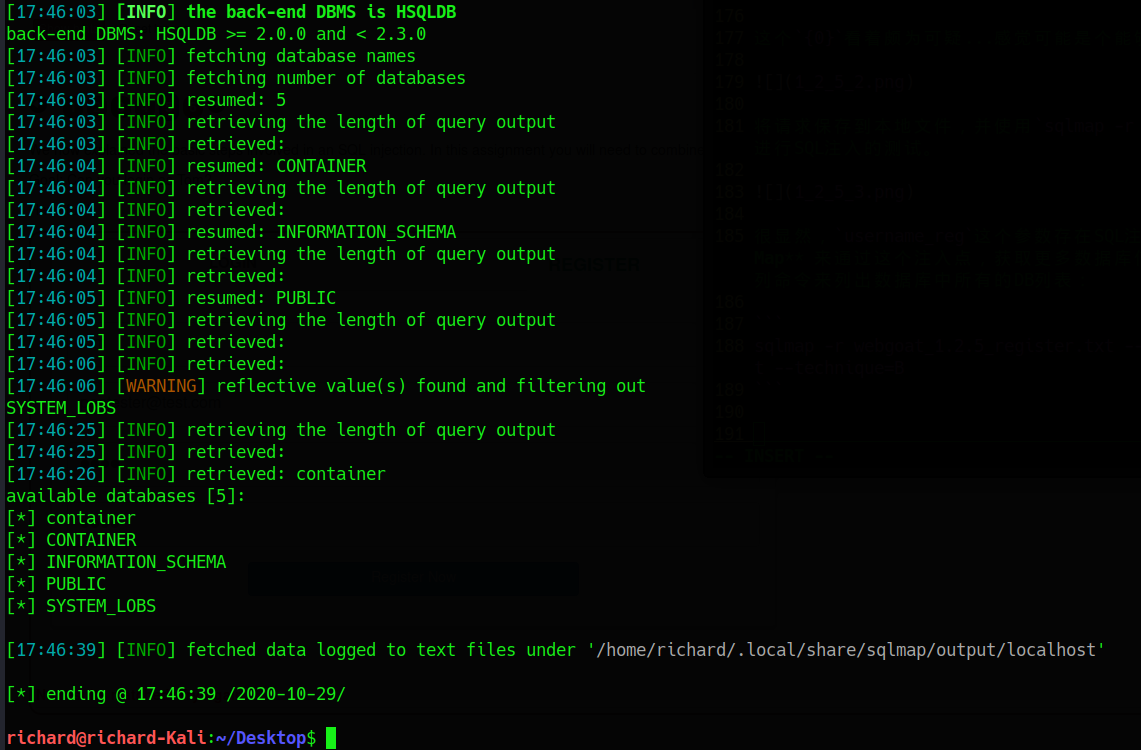 [17:46:03] [INFO] the back-end DBMS is HSQLDB
back-end DBMS: HSQLDB >= 2.0.0 and < 2.3.0
[17:46:03] [INFO] fetching database names
[17:46:03] [INFO] fetching number of databases
[17:46:03] [INFO] resumed: 5
[17:46:03] [INFO] retrieving the length of query output
[17:46:03] [INFO] retrieved:
[17:46:04] [INFO] resumed: CONTAINER
[17:46:04] [INFO] retrieving the length of query output
[17:46:04] [INFO] retrieved:
[17:46:04] [INFO] resumed: INFORMATION_SCHEMA
[17:46:04] [INFO] retrieving the length of query output
[17:46:04] [INFO] retrieved:
[17:46:05] [INFO] resumed: PUBLIC
[17:46:05] [INFO] retrieving the length of query output
[17:46:05] [INFO] retrieved:
[17:46:06] [INFO] retrieved:
[17:46:06] [WARNING] reflective value(s) found and filtering out
SYSTEM_LOBS
[17:46:25] [INFO] retrieving the length of query output
[17:46:25] [INFO] retrieved:
[17:46:26] [INFO] retrieved: container
available databases [5]:
[*] container
[*] CONTAINER
[*] INFORMATION_SCHEMA
[*] PUBLIC
[*] SYSTEM_LOBS
[17:46:39] [INFO] fetched data logged to text files under '/home/richard/.local/share/sqlmap/output/localhost'
[*] ending @ 17:46:39 /2020-10-29/
richard@richard-Kali:~/Desktop$